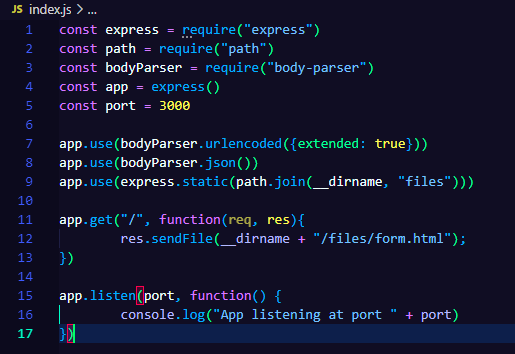 JS index.js > ...
1 const express = require("express")
2 const path = require("path")
3 const bodyParser = require("body-parser")
4 const app = express()
5 const port = 3000
6
7 app.use(bodyParser.urlencoded({extended: true}))
8 app.use(bodyParser.json())
9 app.use(express.static(path.join(__dirname, "files")))
10
11 app.get("/", function(req, res){
12         res.sendFile(__dirname + "/files/form.html");
13 })
14
15 app.listen(port, function() {
16         console.log("App listening at port " + port)
17 })